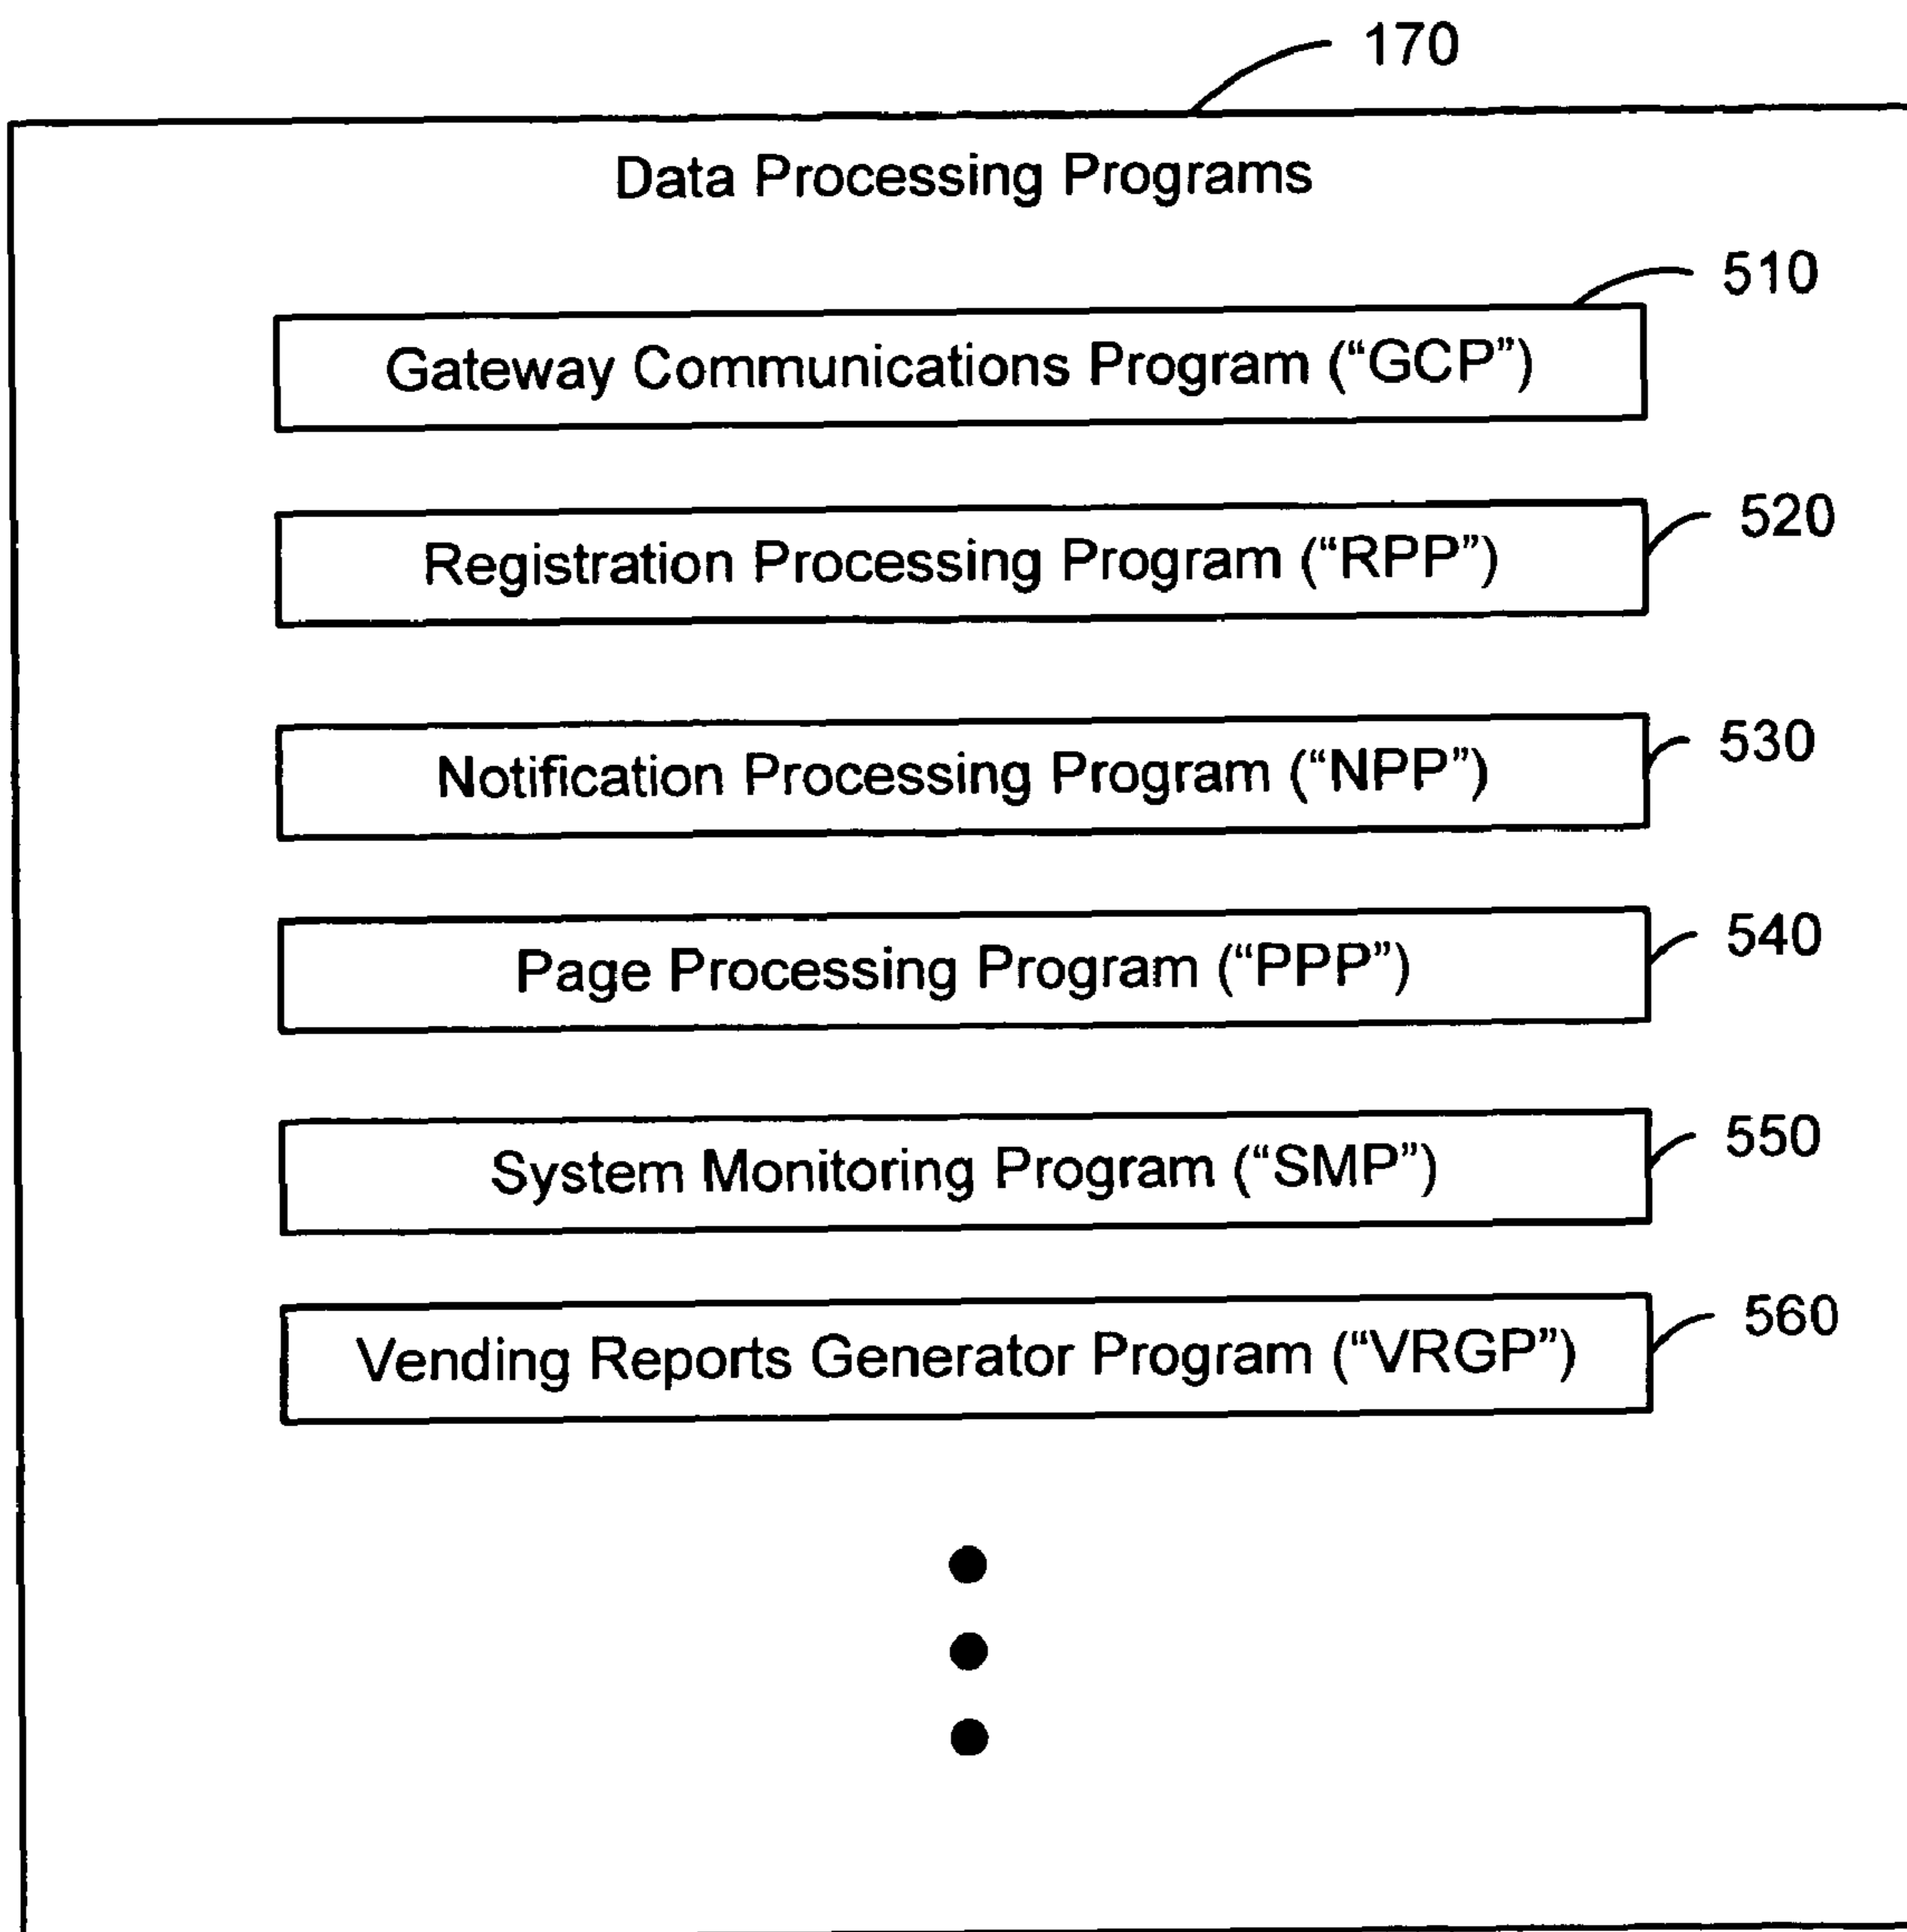 170
Data Processing Programs
510
Gateway Communications Program (“GCP”)
520
Registration Processing Program (“RPP”)
530
Notification Processing Program (“NPP”)
540
Page Processing Program (“PPP”)
550
System Monitoring Program (“SMP”)
560
Vending Reports Generator Program (“VRGP”)